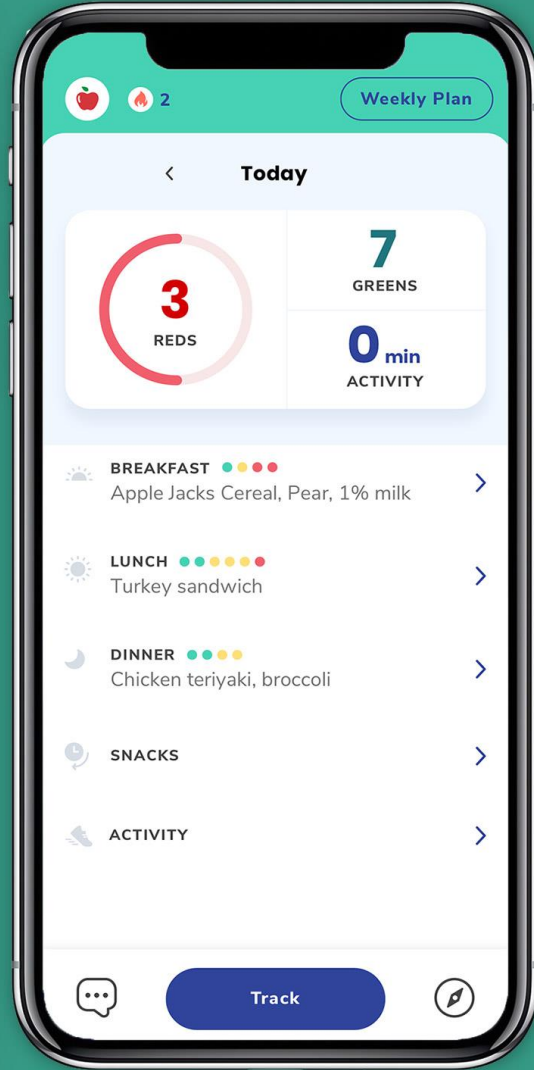 2
Weekly Plan
Today
3
REDS
7
GREENS
0 min
ACTIVITY
BREAKFAST
Apple Jacks Cereal, Pear, 1% milk
LUNCH
Turkey sandwich
DINNER
Chicken teriyaki, broccoli
SNACKS
ACTIVITY
Track